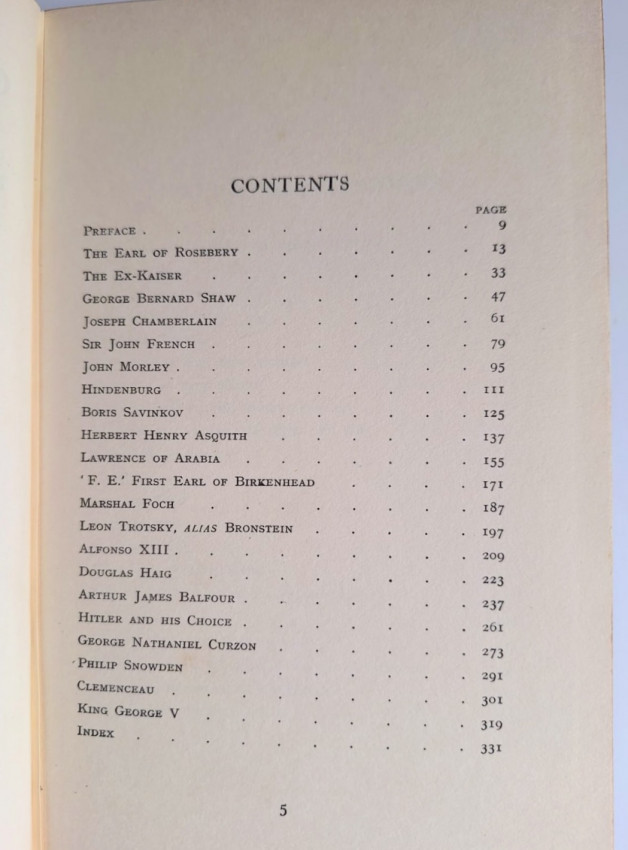 CONTENTS
PAGE
PREFACE . . . . . . . . . . 9
THE EARL OF ROSEBERY . . . . . . . 13
THE EX-KAISER . . . . . . . . 33
GEORGE BERNARD SHAW . . . . . . . 47
JOSEPH CHAMBERLAIN . . . . . . . 61
SIR JOHN FRENCH . . . . . . . . 79
JOHN MORLEY . . . . . . . . . 95
HINDENBURG . . . . . . . . . 111
BORIS SAVINKOV . . . . . . . . 125
HERBERT HENRY ASQUITH . . . . . . 137
LAWRENCE OF ARABIA . . . . . . . 155
' F. E.' FIRST EARL OF BIRKENHEAD . . . . 171
MARSHAL FOCH . . . . . . . . 187
LEON TROTSKY, ALIAS BRONSTEIN . . . . . 197
ALFONSO XIII . . . . . . . . . 209
DOUGLAS HAIG . . . . . . . . 223
ARTHUR JAMES BALFOUR . . . . . . . 237
HITLER AND HIS CHOICE . . . . . . . 261
GEORGE NATHANIEL CURZON . . . . . . 273
PHILIP SNOWDEN . . . . . . . . 291
CLEMENCEAU . . . . . . . . . 301
KING GEORGE V . . . . . . . . 319
INDEX . . . . . . . . . . 331
5